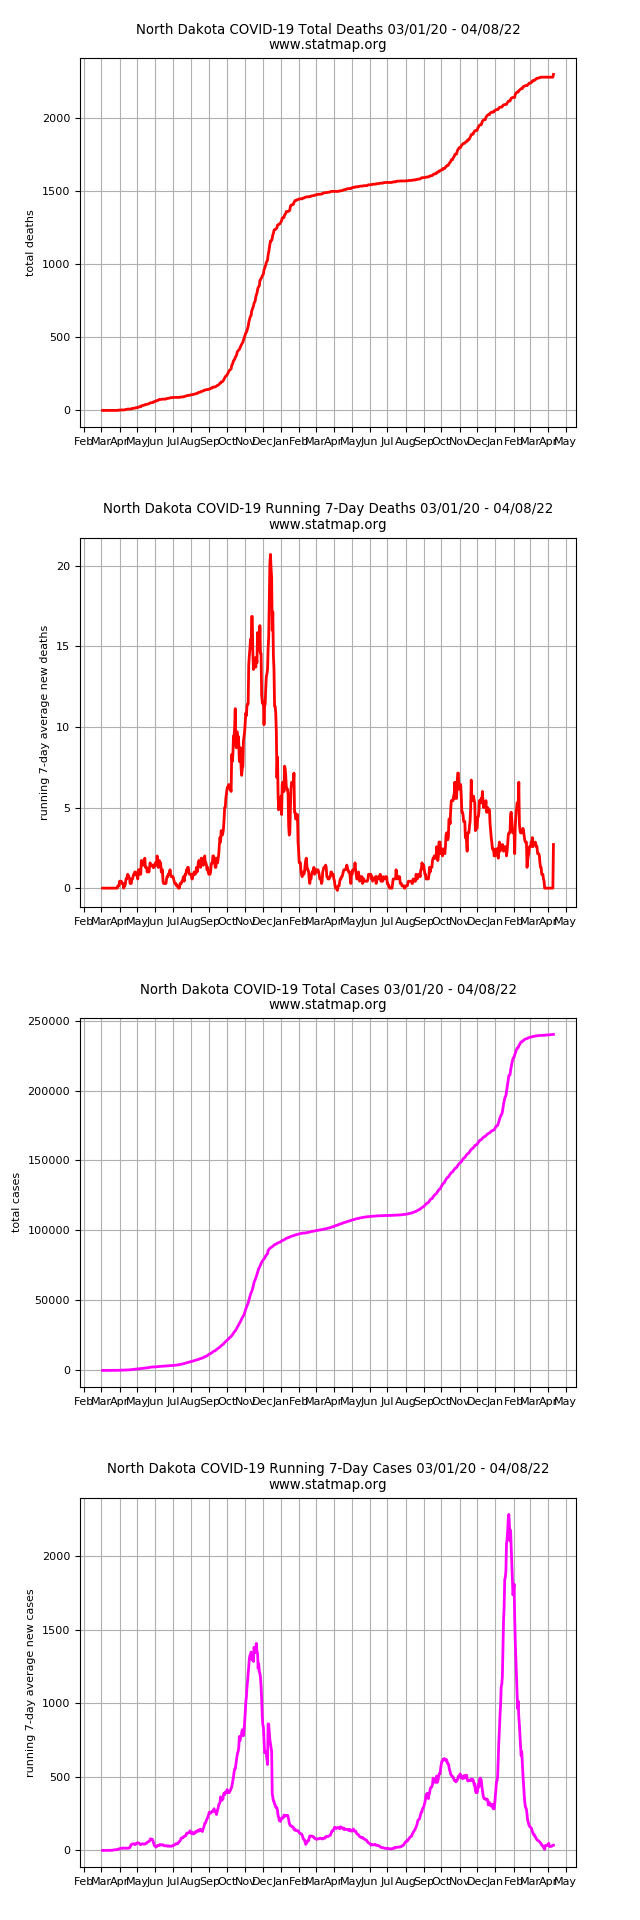 North Dakota COVID-19 Total Deaths 03/01/20 - 04/08/22
www.statmap.org
2000
1500
1000
500
0
total deaths
Feb Mar Apr May Jun Jul Aug Sep Oct Nov Dec Jan Feb Mar Apr May Jun Jul Aug Sep Oct Nov Dec Jan Feb Mar Apr May
North Dakota COVID-19 Running 7-Day Deaths 03/01/20 - 04/08/22
www.statmap.org
20
15
10
5
0
running 7-day average new deaths
Feb Mar Apr May Jun Jul Aug Sep Oct Nov Dec Jan Feb Mar Apr May Jun Jul Aug Sep Oct Nov Dec Jan Feb Mar Apr May
North Dakota COVID-19 Total Cases 03/01/20 - 04/08/22
www.statmap.org
250000
200000
150000
100000
50000
0
total cases
Feb Mar Apr May Jun Jul Aug Sep Oct Nov Dec Jan Feb Mar Apr May Jun Jul Aug Sep Oct Nov Dec Jan Feb Mar Apr May
North Dakota COVID-19 Running 7-Day Cases 03/01/20 - 04/08/22
www.statmap.org
2000
1500
1000
500
0
running 7-day average new cases
Feb Mar Apr May Jun Jul Aug Sep Oct Nov Dec Jan Feb Mar Apr May Jun Jul Aug Sep Oct Nov Dec Jan Feb Mar Apr May